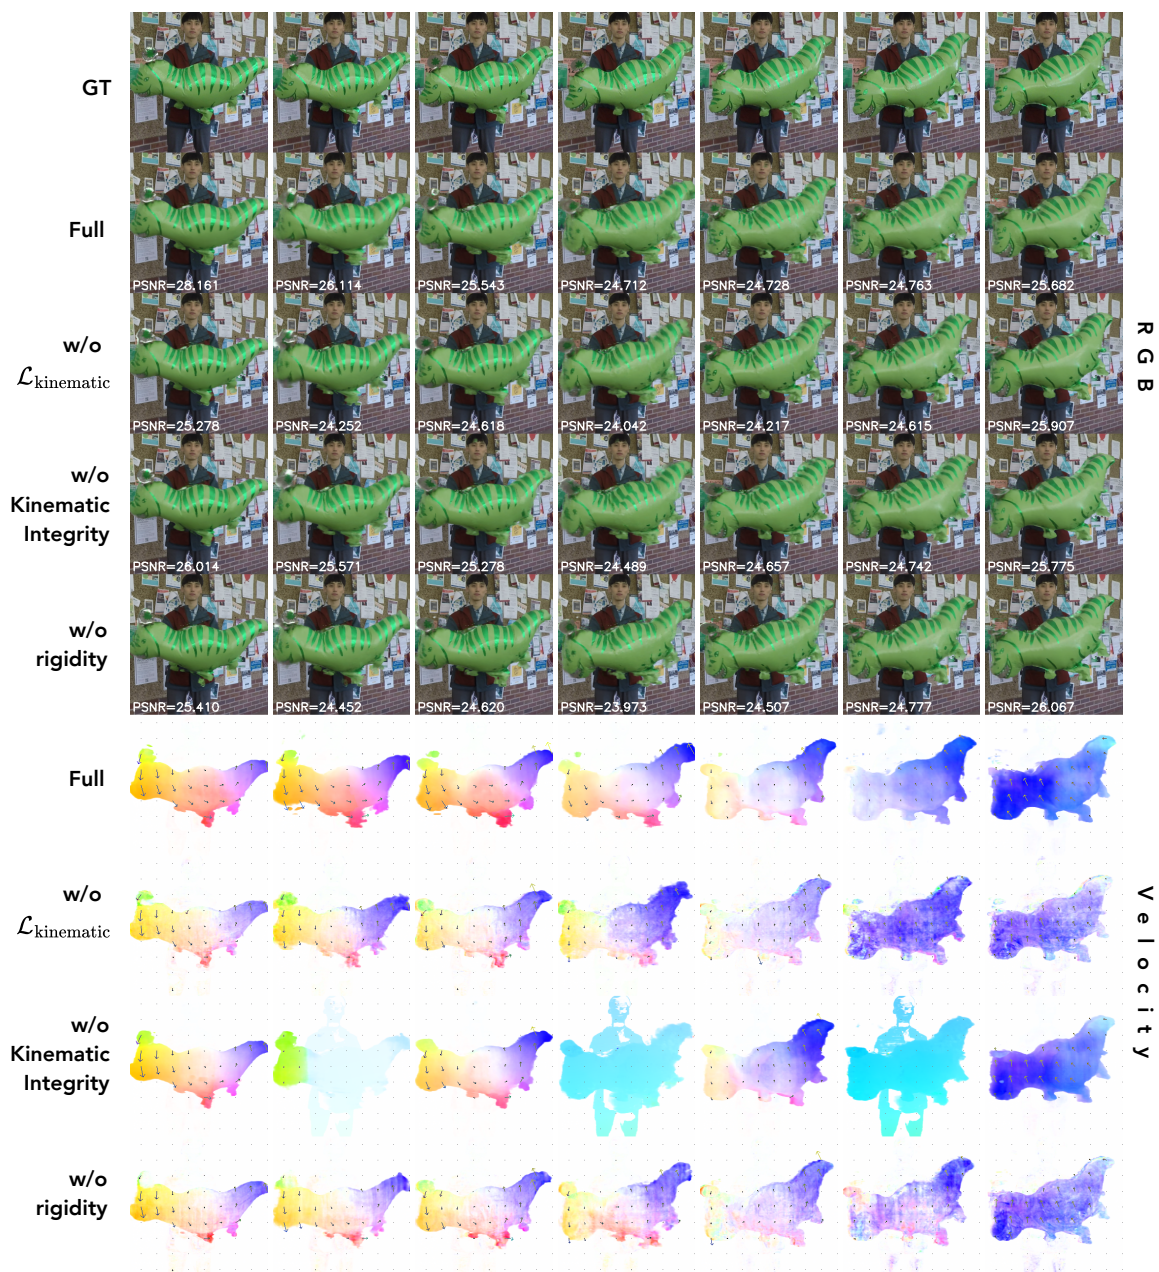 GT
Full
PSNR=28.161 PSNR=26.114 PSNR=25.543 PSNR=24.712 PSNR=24.728 PSNR=24.763 PSNR=25.682
w/o
ℒkinematic
PSNR=25.278 PSNR=24.252 PSNR=24.618 PSNR=24.042 PSNR=24.217 PSNR=24.615 PSNR=25.907
w/o
Kinematic
Integrity
PSNR=26.014 PSNR=25.571 PSNR=25.278 PSNR=24.489 PSNR=24.657 PSNR=24.742 PSNR=25.775
w/o
rigidity
PSNR=25.410 PSNR=24.452 PSNR=24.620 PSNR=23.973 PSNR=24.507 PSNR=24.777 PSNR=26.067
RGB
Full
w/o
ℒkinematic
w/o
Kinematic
Integrity
w/o
rigidity
Velocity